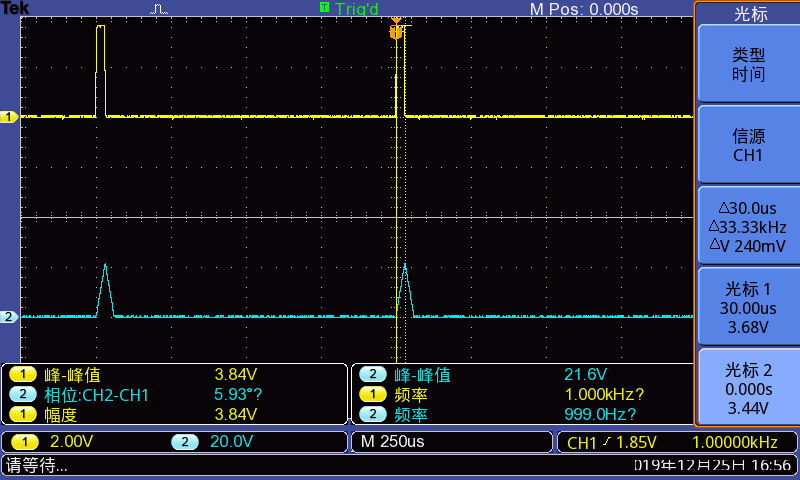 Tek Trig'd M Pos: 0.000s 光标
T
类型
时间
1
信源
CH1
△30.0us
△33.33kHz
△V 240mV
光标 1
30.00us
3.68V
2
光标 2
0.000s
3.44V
1 峰-峰值 3.84V 2 峰-峰值 21.6V
2 相位:CH2-CH1 5.93°? 1 频率 1.000kHz?
1 幅度 3.84V 2 频率 999.0Hz?
1 2.00V 2 20.0V M 250us CH1 1.85V 1.00000kHz
请等待... 019年12月25日 16:56